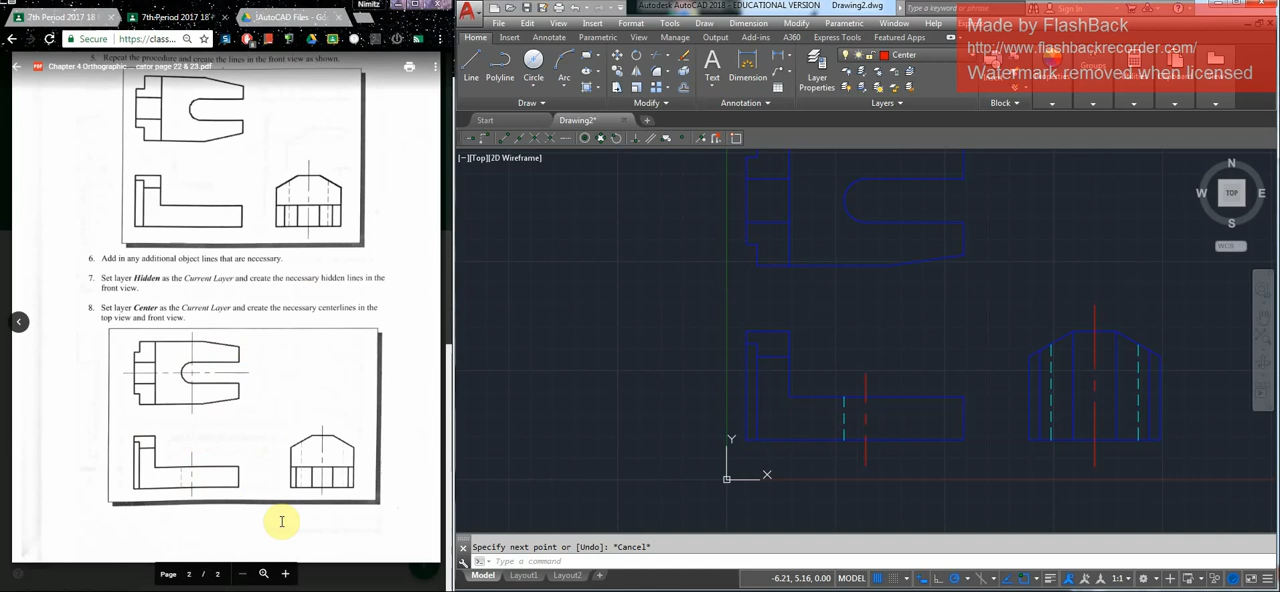 7th Period 2017 18
7th Period 2017 18
!AutoCAD Files - Go
Nimitz
Secure
https://class
Chapter 4 Orthographic ... cator page 22 & 23.pdf
5. Repeat the procedure and create the lines in the front view as shown.
6. Add in any additional object lines that are necessary.
7. Set layer Hidden as the Current Layer and create the necessary hidden lines in the
front view.
8. Set layer Center as the Current Layer and create the necessary centerlines in the
top view and front view.
Page 2 / 2
Autodesk AutoCAD 2018 - EDUCATIONAL VERSION Drawing2.dwg
Type a keyword or phrase
Sign In
File Edit View Insert Format Tools Draw Dimension Modify Parametric Window
Home Insert Annotate Parametric View Manage Output Add-ins A360 Express Tools Featured Apps
Made by FlashBack
http://www.flashbackrecorder.com/
Watermark removed when licensed
Line Polyline Circle Arc
Text Dimension
Layer
Properties
Center
Groups
Draw Modify Annotation Layers Block
Start Drawing2*
[−][Top][2D Wireframe]
N
W TOP E
S
WCS
Y
X
Specify next point or [Undo]: *Cancel*
Type a command
Model Layout1 Layout2
-6.21, 5.16, 0.00 MODEL
1:1